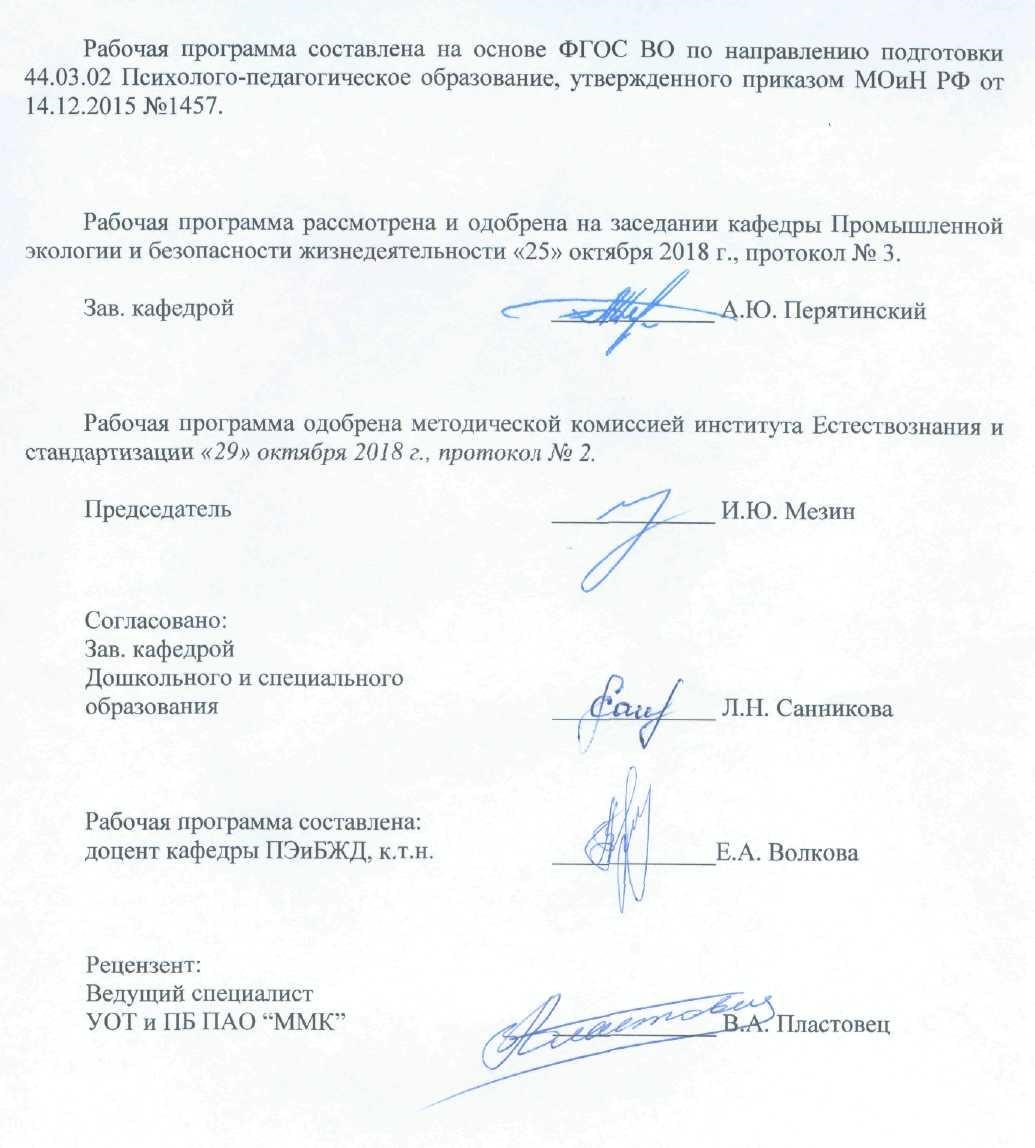 Рабочая программа составлена на основе ФГОС ВО по направлению подготовки
44.03.02 Психолого-педагогическое образование, утвержденного приказом МОиН РФ от
14.12.2015 №1457.
Рабочая программа рассмотрена и одобрена на заседании кафедры Промышленной
экологии и безопасности жизнедеятельности «25» октября 2018 г., протокол № 3.
Зав. кафедрой А.Ю. Перятинский
Рабочая программа одобрена методической комиссией института Естествознания и
стандартизации «29» октября 2018 г., протокол № 2.
Председатель И.Ю. Мезин
Согласовано:
Зав. кафедрой
Дошкольного и специального
образования Л.Н. Санникова
Рабочая программа составлена:
доцент кафедры ПЭиБЖД, к.т.н. Е.А. Волкова
Рецензент:
Ведущий специалист
УОТ и ПБ ПАО “ММК” В.А. Пластовец